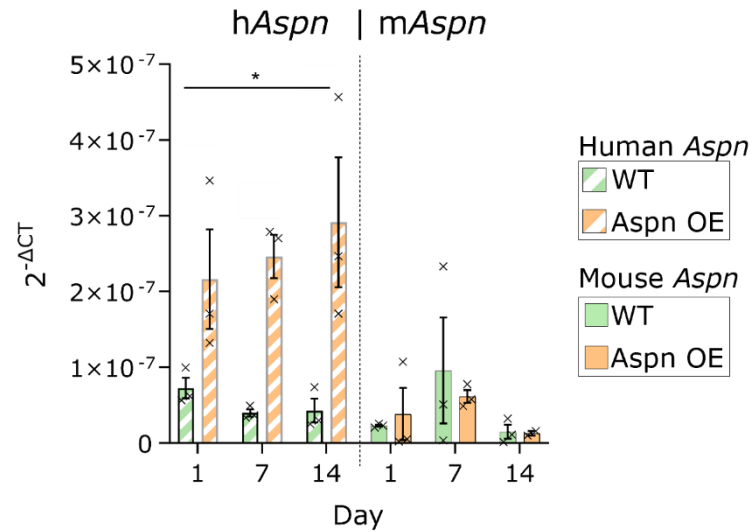 hAspn | mAspn
5×10⁻⁷
4×10⁻⁷
3×10⁻⁷
2×10⁻⁷
1×10⁻⁷
0
2⁻ΔCT
*
1 7 14 1 7 14
Day
Human Aspn
WT
Aspn OE
Mouse Aspn
WT
Aspn OE